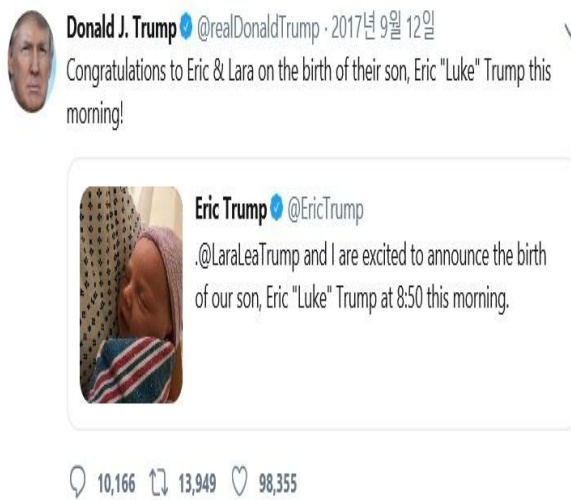 Donald J. Trump @realDonaldTrump · 2017년 9월 12일
Congratulations to Eric & Lara on the birth of their son, Eric "Luke" Trump this
morning!
Eric Trump @EricTrump
.@LaraLeaTrump and I are excited to announce the birth
of our son, Eric "Luke" Trump at 8:50 this morning.
10,166 13,949 98,355